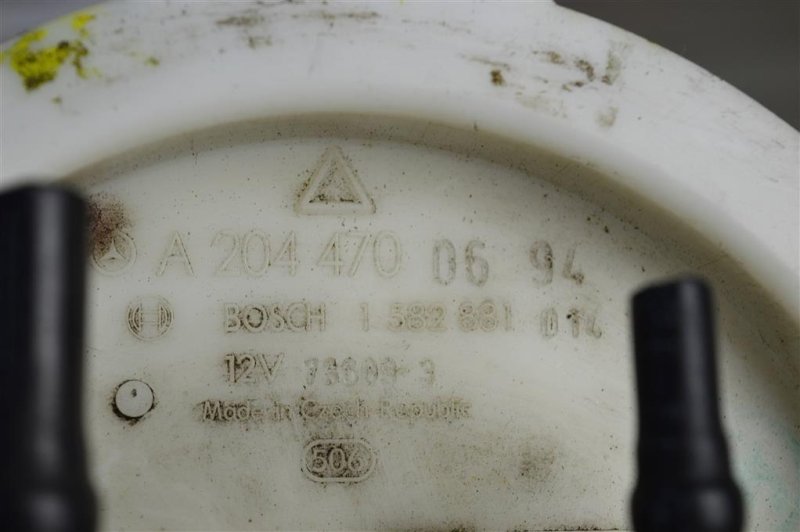 A 204 470 06 94
BOSCH 1 582 881 014
12V
Made in Czech Republic
506